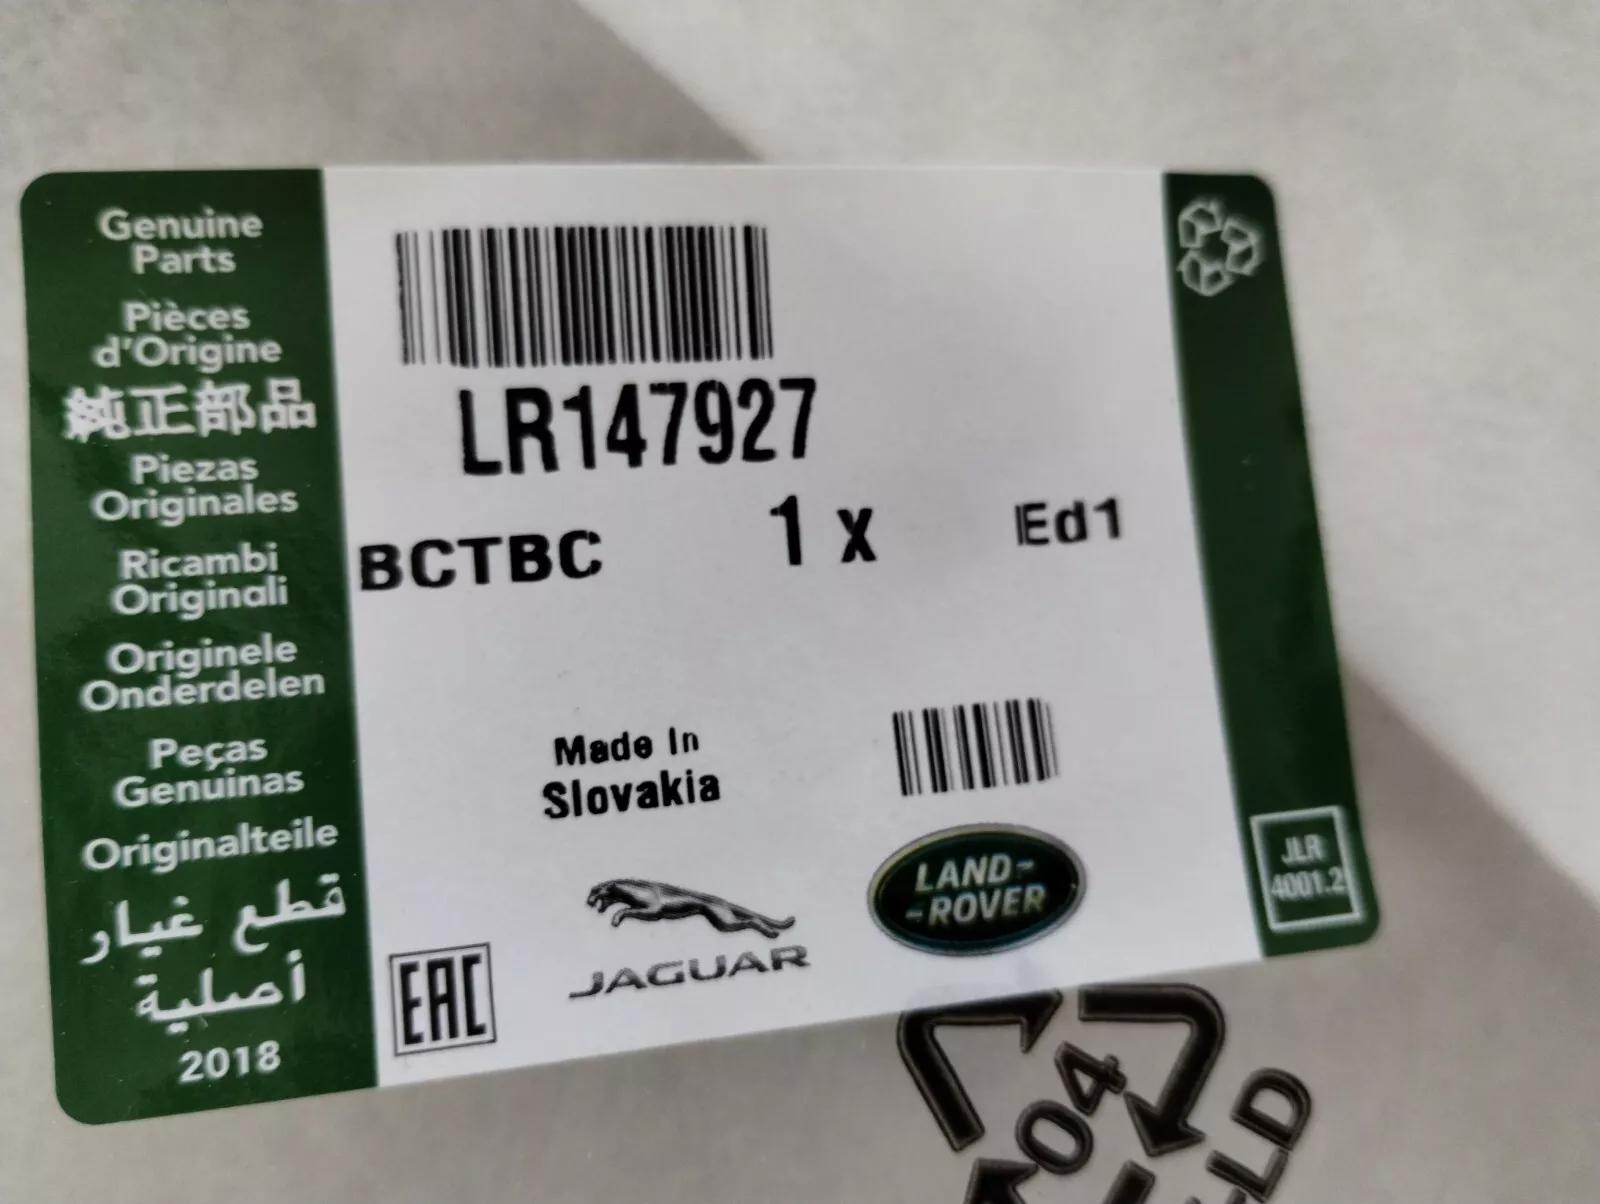 Genuine
Parts
Pièces
d'Origine
純正部品
Piezas
Originales
Ricambi
Originali
Originele
Onderdelen
Peças
Genuinas
Originalteile
قطع غيار
أصلية
2018
LR147927
BCTBC 1 x Ed1
Made In
Slovakia
JAGUAR
LAND-
-ROVER
EAC
JLR
4001.2
04